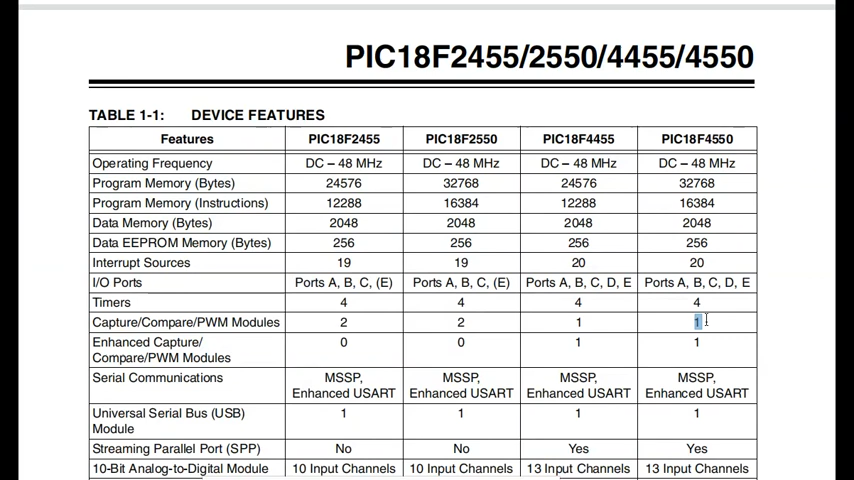 PIC18F2455/2550/4455/4550
TABLE 1-1: DEVICE FEATURES
Features PIC18F2455 PIC18F2550 PIC18F4455 PIC18F4550
Operating Frequency DC – 48 MHz DC – 48 MHz DC – 48 MHz DC – 48 MHz
Program Memory (Bytes) 24576 32768 24576 32768
Program Memory (Instructions) 12288 16384 12288 16384
Data Memory (Bytes) 2048 2048 2048 2048
Data EEPROM Memory (Bytes) 256 256 256 256
Interrupt Sources 19 19 20 20
I/O Ports Ports A, B, C, (E) Ports A, B, C, (E) Ports A, B, C, D, E Ports A, B, C, D, E
Timers 4 4 4 4
Capture/Compare/PWM Modules 2 2 1 1
Enhanced Capture/ 0 0 1 1
Compare/PWM Modules
Serial Communications MSSP, MSSP, MSSP, MSSP,
Enhanced USART Enhanced USART Enhanced USART Enhanced USART
Universal Serial Bus (USB) 1 1 1 1
Module
Streaming Parallel Port (SPP) No No Yes Yes
10-Bit Analog-to-Digital Module 10 Input Channels 10 Input Channels 13 Input Channels 13 Input Channels